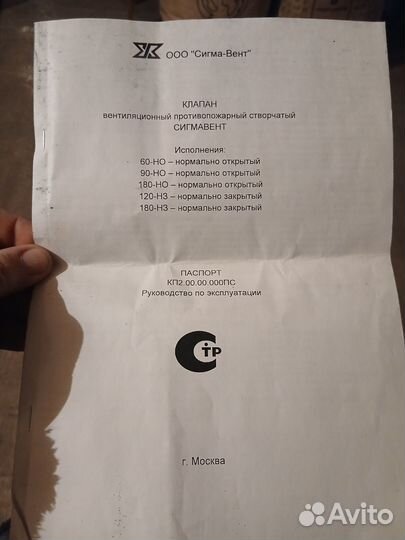 ООО "Сигма-Вент"
КЛАПАН
вентиляционный противопожарный створчатый
СИГМАВЕНТ
Исполнения:
60-НО – нормально открытый
90-НО – нормально открытый
180-НО – нормально открытый
120-НЗ – нормально закрытый
180-НЗ – нормально закрытый
ПАСПОРТ
КП2.00.00.000ПС
Руководство по эксплуатации
ТР
г. Москва
Avito